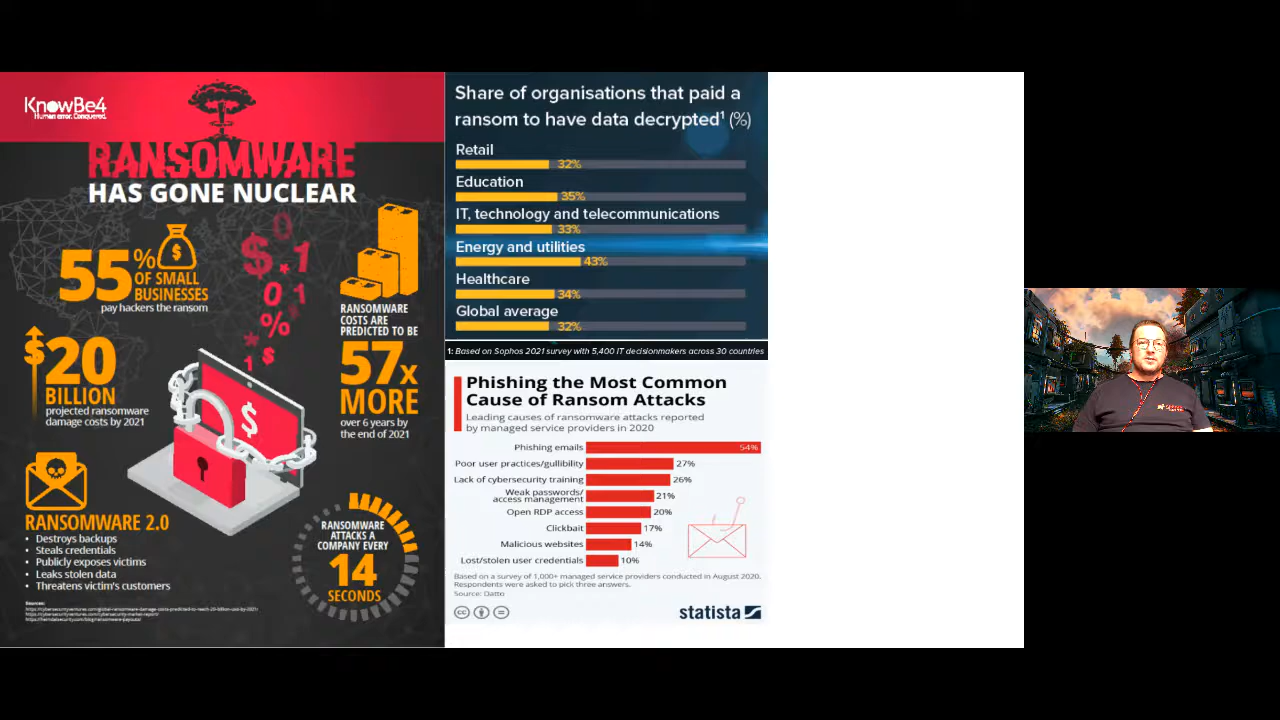 KnowBe4
Human error. Conquered.
RANSOMWARE
HAS GONE NUCLEAR
55%
OF SMALL
BUSINESSES
pay hackers the ransom
$20
BILLION
projected ransomware
damage costs by 2021
RANSOMWARE
COSTS ARE
PREDICTED TO BE
57x
MORE
over 6 years by
the end of 2021
RANSOMWARE 2.0
• Destroys backups
• Steals credentials
• Publicly exposes victims
• Leaks stolen data
• Threatens victim's customers
RANSOMWARE
ATTACKS A
COMPANY EVERY
14
SECONDS
Sources:
Share of organisations that paid a
ransom to have data decrypted¹ (%)
Retail
32%
Education
35%
IT, technology and telecommunications
33%
Energy and utilities
43%
Healthcare
34%
Global average
32%
1: Based on Sophos 2021 survey with 5,400 IT decisionmakers across 30 countries
Phishing the Most Common
Cause of Ransom Attacks
Leading causes of ransomware attacks reported
by managed service providers in 2020
Phishing emails 54%
Poor user practices/gullibility 27%
Lack of cybersecurity training 26%
Weak passwords/
access management 21%
Open RDP access 20%
Clickbait 17%
Malicious websites 14%
Lost/stolen user credentials 10%
Based on a survey of 1,000+ managed service providers conducted in August 2020.
Respondents were asked to pick three answers.
Source: Datto
statista